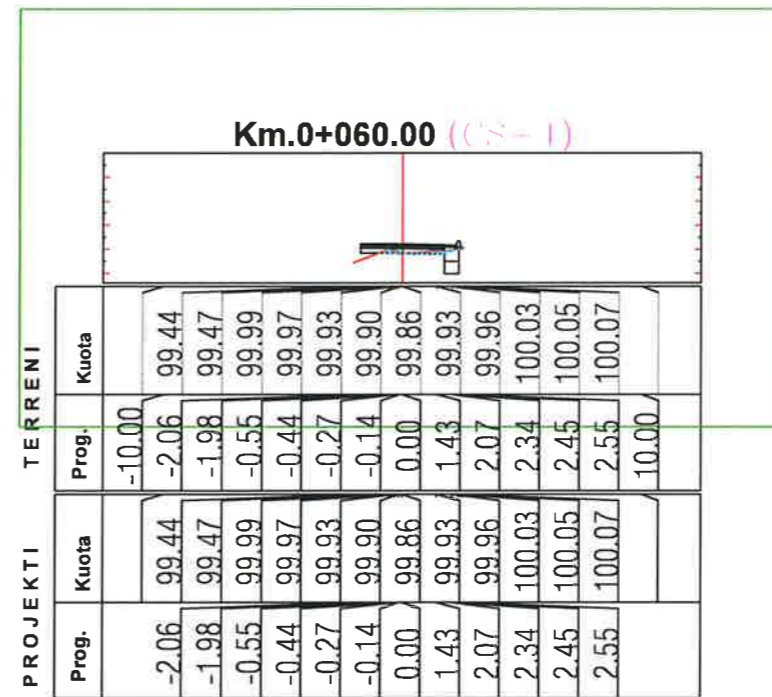 Km.0+060.00 (CS - 1)
TERRENI
Kuota 99.44 99.47 99.99 99.97 99.93 99.90 99.86 99.93 99.96 100.03 100.05 100.07
Prog. -10.00 -2.06 -1.98 -0.55 -0.44 -0.27 -0.14 0.00 1.43 2.07 2.34 2.45 2.55 10.00
PROJEKTI
Kuota 99.44 99.47 99.99 99.97 99.93 99.90 99.86 99.93 99.96 100.03 100.05 100.07
Prog. -2.06 -1.98 -0.55 -0.44 -0.27 -0.14 0.00 1.43 2.07 2.34 2.45 2.55